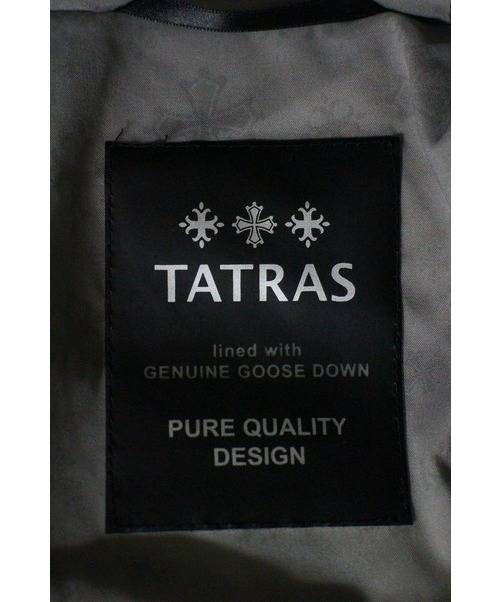 TATRAS
lined with
GENUINE GOOSE DOWN
PURE QUALITY
DESIGN